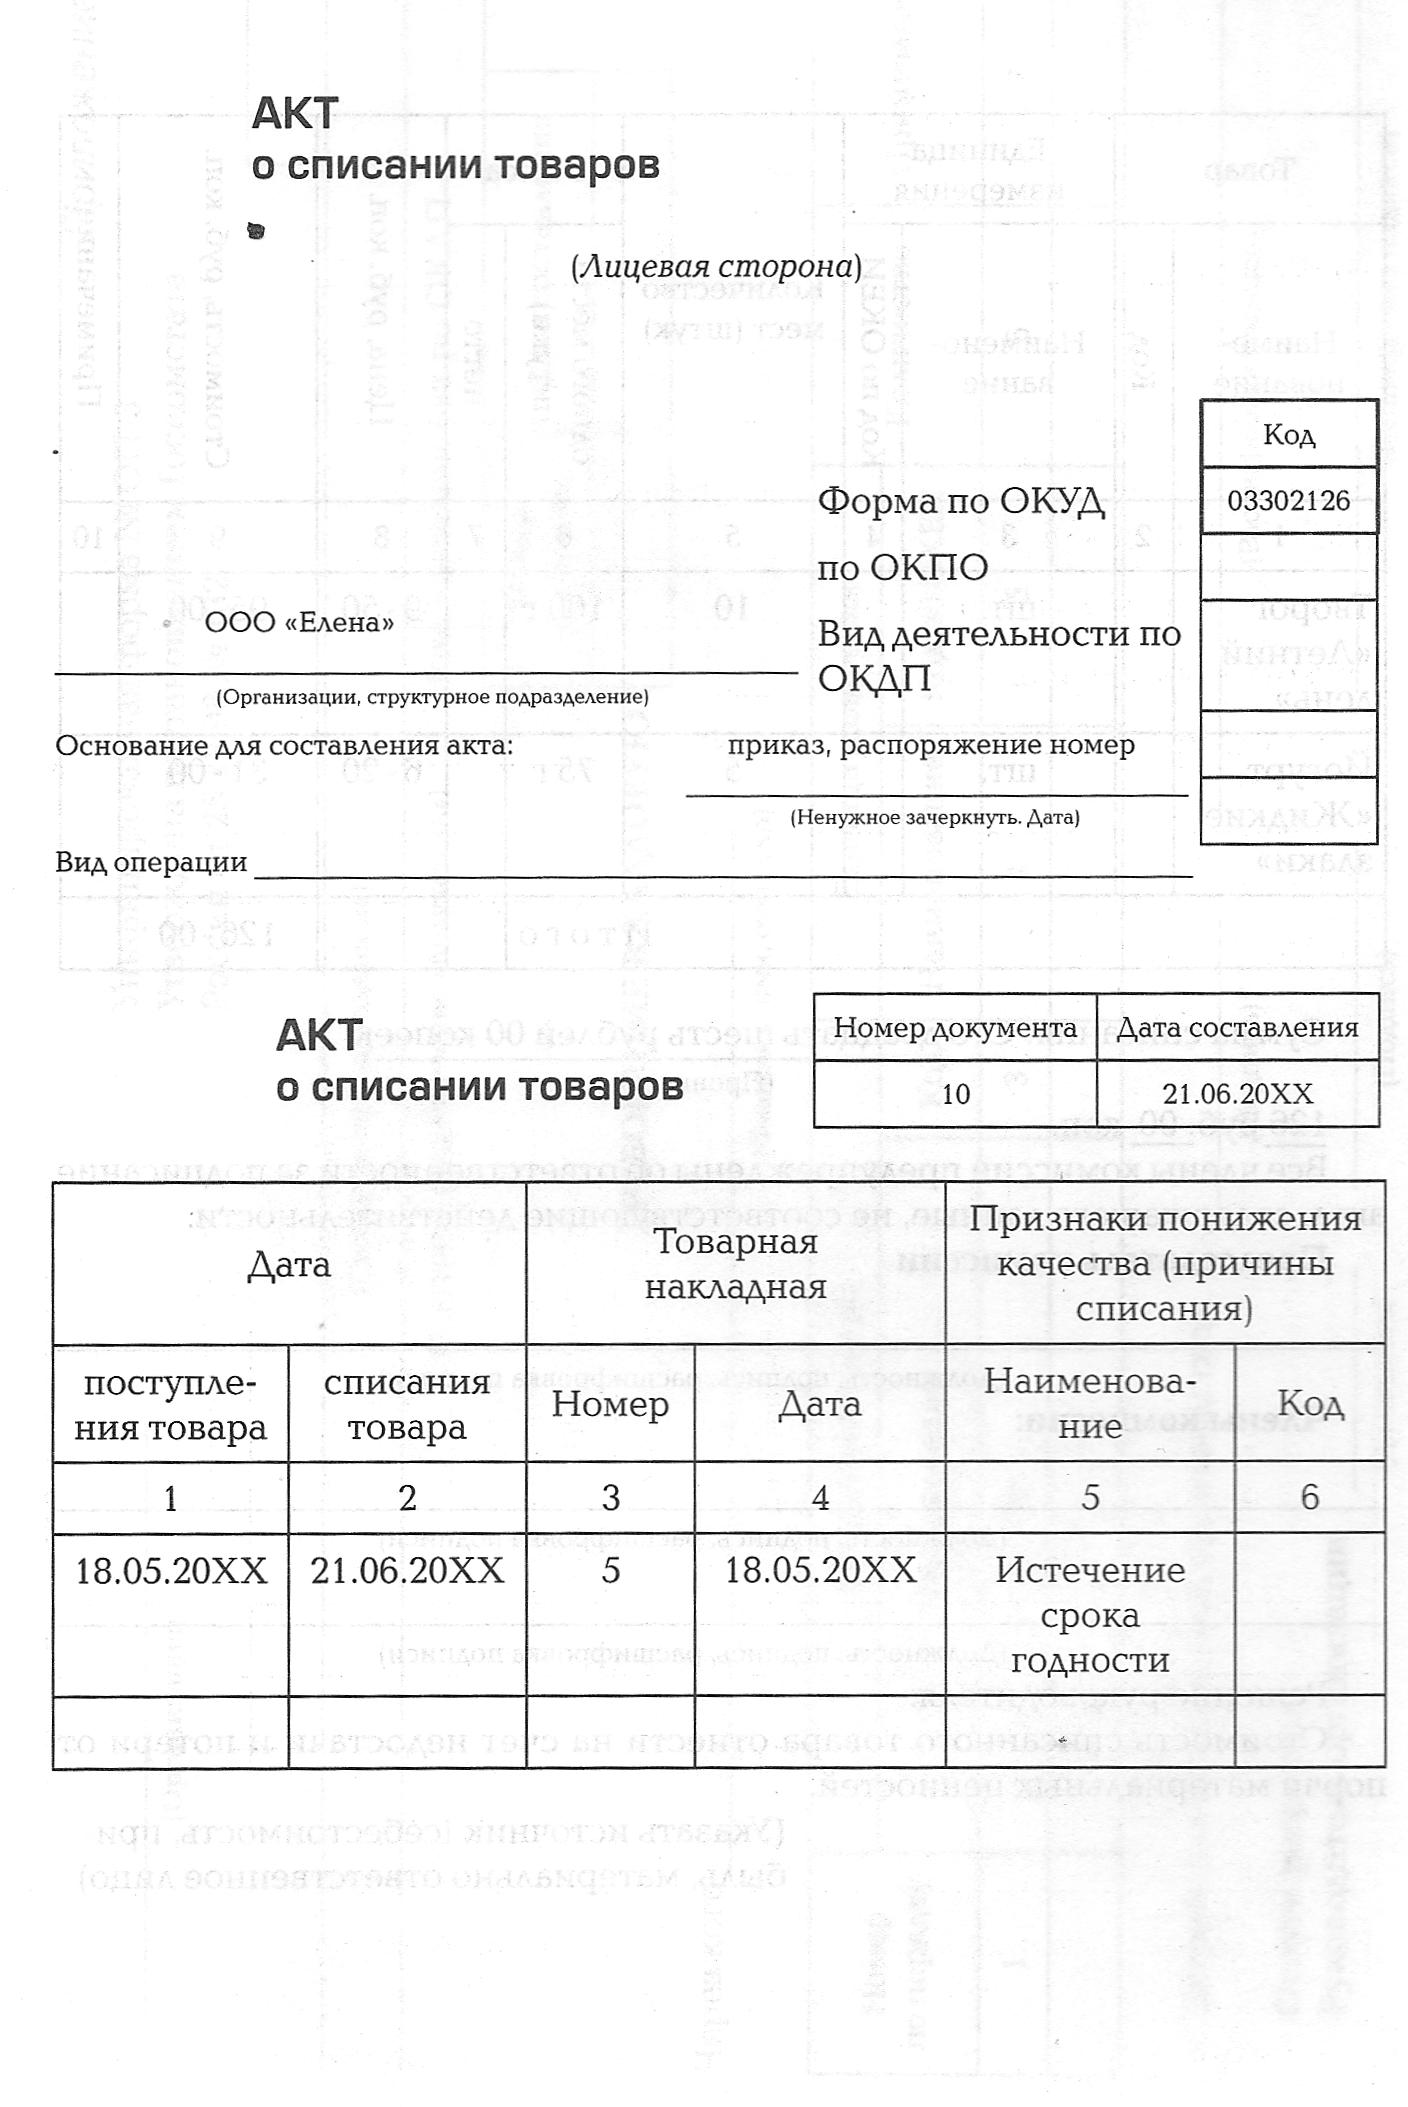 АКТ
о списании товаров
(Лицевая сторона)
Код
Форма по ОКУД
03302126
по ОКПО
ООО «Елена»
Вид деятельности по
ОКДП
(Организации, структурное подразделение)
Основание для составления акта:
приказ, распоряжение номер
(Ненужное зачеркнуть. Дата)
Вид операции
АКТ
о списании товаров
Номер документа
Дата составления
10
21.06.20XX
Дата
Товарная
накладная
Признаки понижения
качества (причины
списания)
поступле-
ния товара
списания
товара
Номер
Дата
Наименова-
ние
Код
1
2
3
4
5
6
18.05.20XX
21.06.20XX
5
18.05.20XX
Истечение
срока
годности